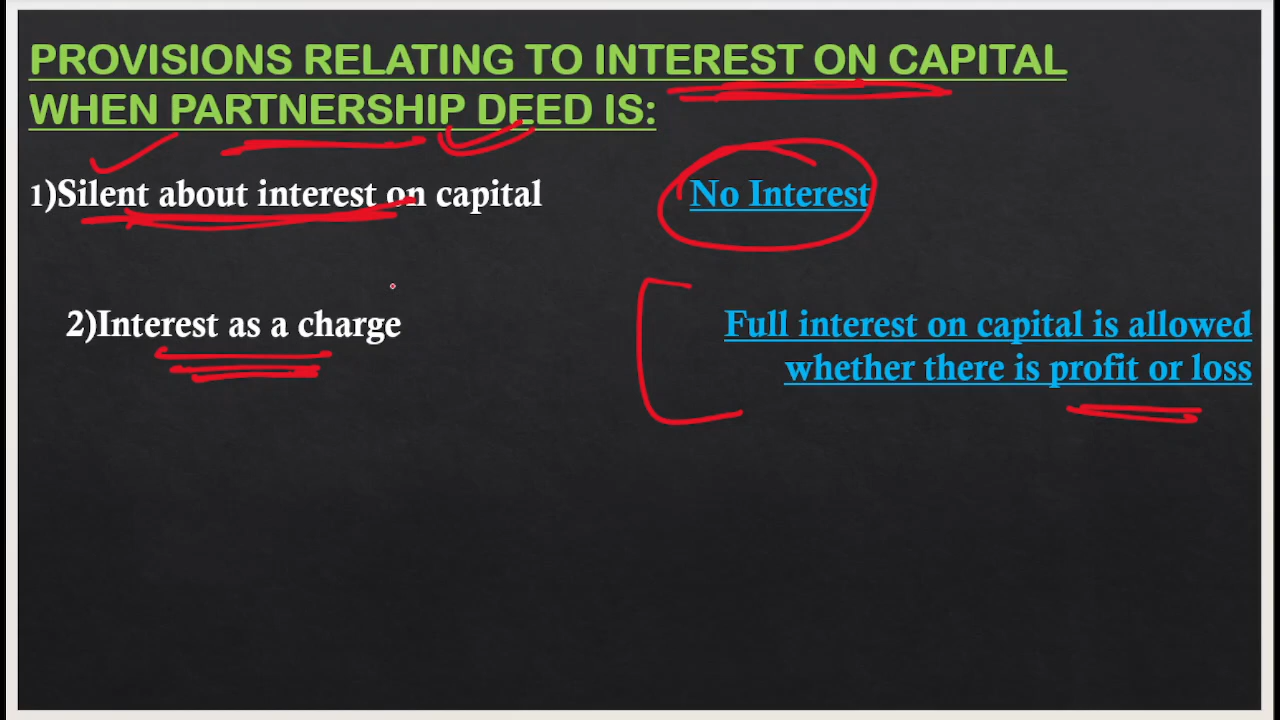 PROVISIONS RELATING TO INTEREST ON CAPITAL
WHEN PARTNERSHIP DEED IS:
1)Silent about interest on capital No Interest
2)Interest as a charge Full interest on capital is allowed
whether there is profit or loss